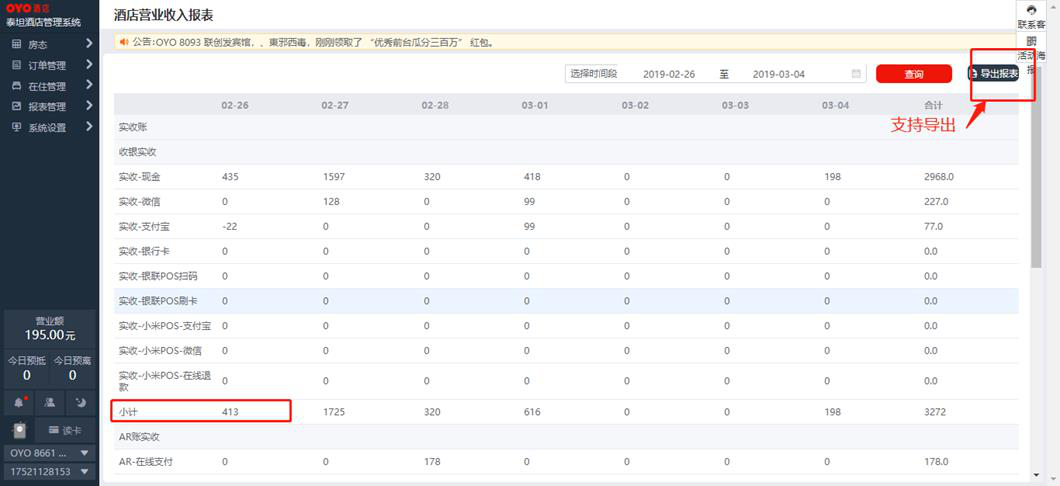 OYO 酒店
泰坦酒店管理系统
房态
订单管理
在住管理
报表管理
系统设置
营业额
195.00元
今日预抵 今日预离
0 0
读卡
OYO 8661 ...
17521128153
酒店营业收入报表
公告:OYO 8093 联创发宾馆，、東邪西毒，刚刚领取了 “优秀前台瓜分三百万” 红包。
联系客
活动海
报
选择时间段 2019-02-26 至 2019-03-04 查询 导出报表
支持导出
02-26 02-27 02-28 03-01 03-02 03-03 03-04 合计
实收账
收银实收
实收-现金 435 1597 320 418 0 0 198 2968.0
实收-微信 0 128 0 99 0 0 0 227.0
实收-支付宝 -22 0 0 99 0 0 0 77.0
实收-银行卡 0 0 0 0 0 0 0 0.0
实收-银联POS扫码 0 0 0 0 0 0 0 0.0
实收-银联POS刷卡 0 0 0 0 0 0 0 0.0
实收-小米POS-支付宝 0 0 0 0 0 0 0 0.0
实收-小米POS-微信 0 0 0 0 0 0 0 0.0
实收-小米POS-在线退
款 0 0 0 0 0 0 0 0.0
小计 413 1725 320 616 0 0 198 3272
AR账实收
AR-在线支付 0 0 178 0 0 0 0 178.0